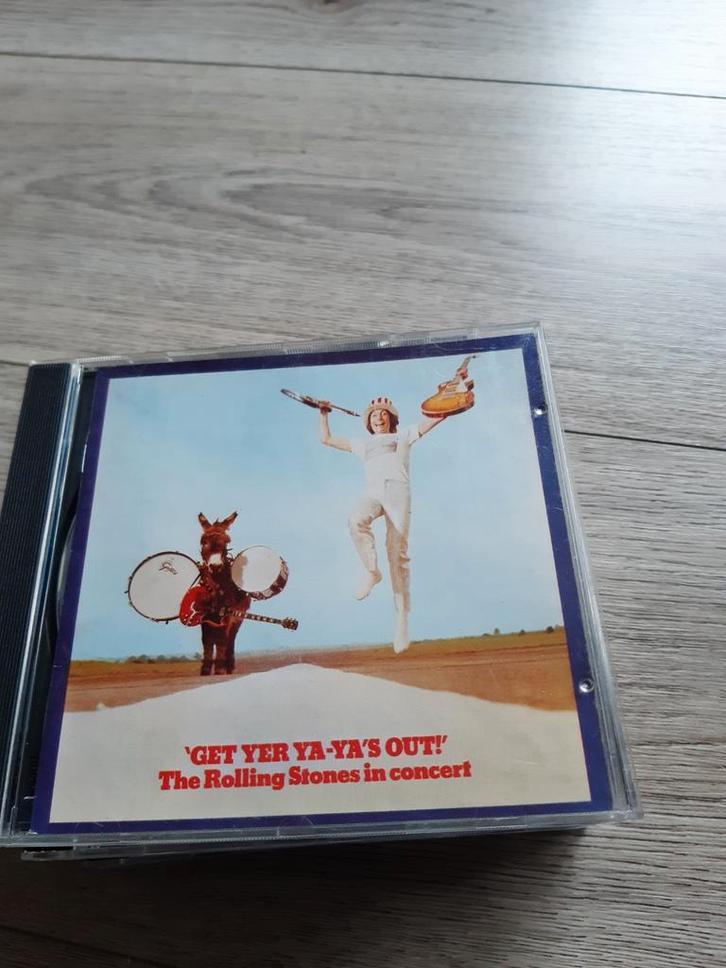 'GET YER YA-YA'S OUT!'
The Rolling Stones in concert